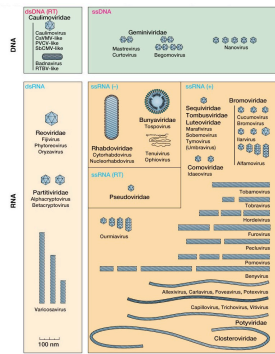 dsDNA (RT)
Caulimoviridae
Caulimovirus
CsVMV-like
PVCV-like
SbCMV-like
Badnavirus
RTBV-like
ssDNA
Geminiviridae
Mastrevirus
Curtovirus
Begomovirus
Nanovirus
DNA
dsRNA
Reoviridae
Fijivirus
Phytoreovirus
Oryzavirus
Partitiviridae
Alphacryptovirus
Betacryptovirus
Varicosavirus
100 nm
RNA
ssRNA (-)
Rhabdoviridae
Cytorhabdovirus
Nucleorhabdovirus
Bunyaviridae
Tospovirus
Tenuivirus
Ophiovirus
ssRNA (RT)
Pseudoviridae
ssRNA (+)
Sequiviridae
Tombusviridae
Luteoviridae
Marafivirus
Sobemovirus
Tymovirus
(Umbravirus)
Comoviridae
Idaeovirus
Bromoviridae
Cucumovirus
Bromovirus
Ilarvirus
Alfamovirus
Ourmiavirus
Tobamovirus
Tobravirus
Hordeivirus
Furovirus
Pecluvirus
Pomovirus
Benyvirus
Allexivirus, Carlavirus, Foveavirus, Potexvirus
Capillovirus, Trichovirus, Vitivirus
Potyviridae
Closteroviridae